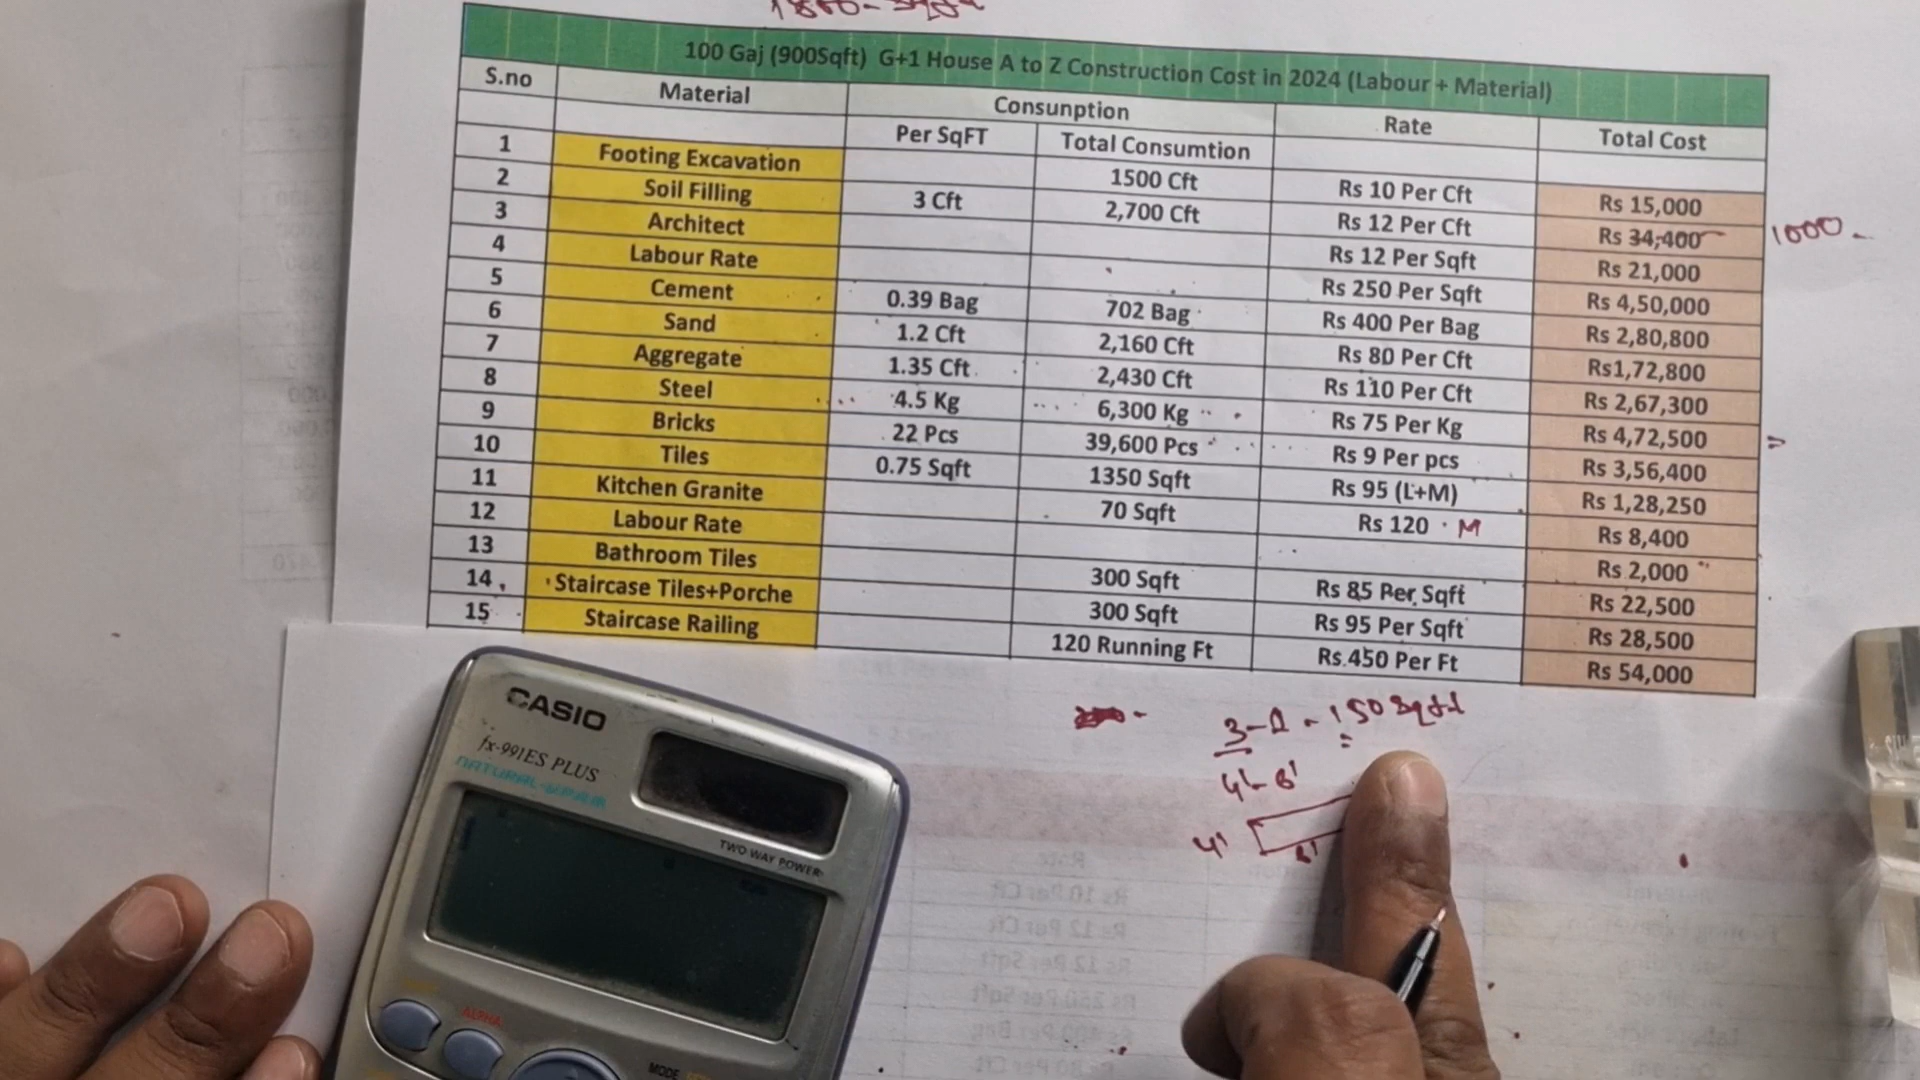 1800- Sqft
100 Gaj (900Sqft) G+1 House A to Z Construction Cost in 2024 (Labour + Material)
S.no Material Consunption Rate Total Cost
Per SqFT Total Consumtion
1 Footing Excavation 1500 Cft Rs 10 Per Cft Rs 15,000
2 Soil Filling 3 Cft 2,700 Cft Rs 12 Per Cft Rs 34,400 1000-
3 Architect Rs 12 Per Sqft Rs 21,000
4 Labour Rate Rs 250 Per Sqft Rs 4,50,000
5 Cement 0.39 Bag 702 Bag Rs 400 Per Bag Rs 2,80,800
6 Sand 1.2 Cft 2,160 Cft Rs 80 Per Cft Rs1,72,800
7 Aggregate 1.35 Cft 2,430 Cft Rs 110 Per Cft Rs 2,67,300
8 Steel 4.5 Kg 6,300 Kg Rs 75 Per Kg Rs 4,72,500
9 Bricks 22 Pcs 39,600 Pcs Rs 9 Per pcs Rs 3,56,400
10 Tiles 0.75 Sqft 1350 Sqft Rs 95 (L+M) Rs 1,28,250
11 Kitchen Granite 70 Sqft Rs 120 M Rs 8,400
12 Labour Rate Rs 2,000
13 Bathroom Tiles 300 Sqft Rs 85 Per Sqft Rs 22,500
14 Staircase Tiles+Porche 300 Sqft Rs 95 Per Sqft Rs 28,500
15 Staircase Railing 120 Running Ft Rs 450 Per Ft Rs 54,000
150 Sqft
4'
CASIO
fx-991ES PLUS
NATURAL-V.P.A.M.
TWO WAY POWER
ALPHA
MODE